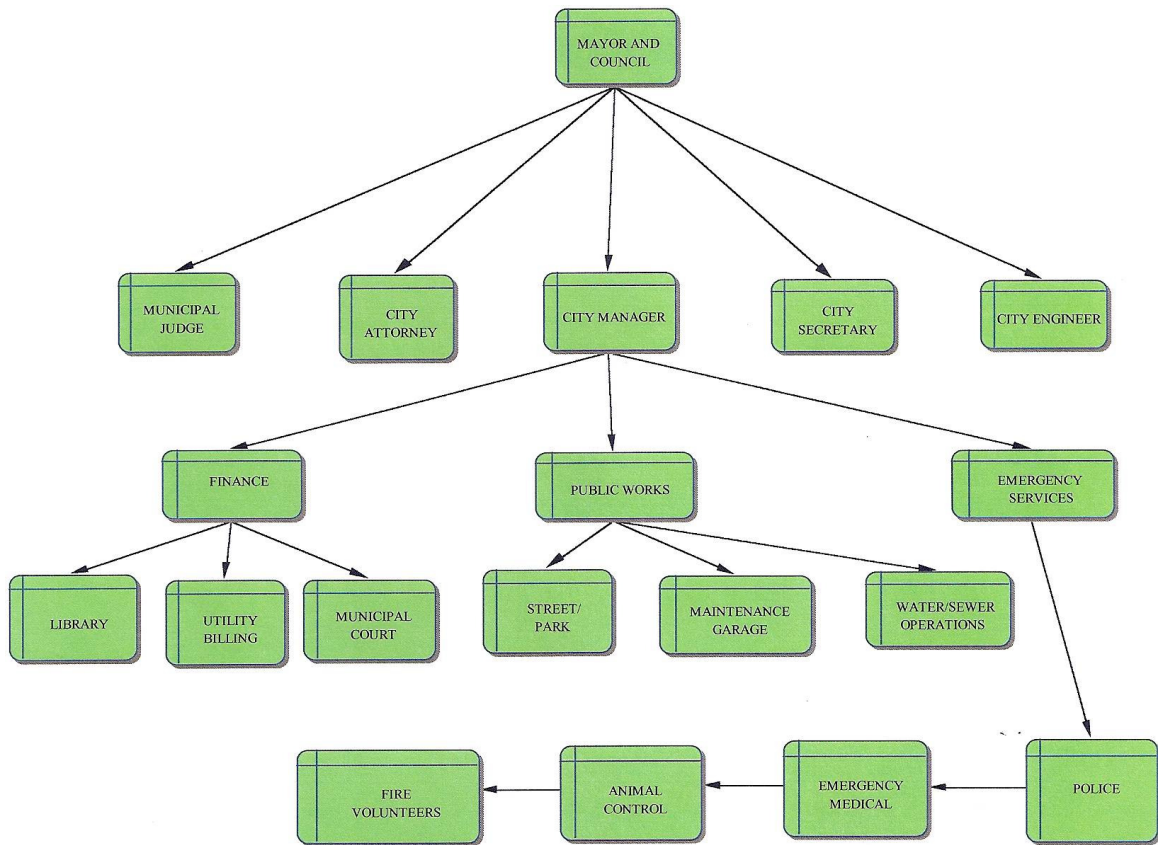 MAYOR AND
COUNCIL
MUNICIPAL
JUDGE
CITY
ATTORNEY
CITY MANAGER
CITY
SECRETARY
CITY ENGINEER
FINANCE
PUBLIC WORKS
EMERGENCY
SERVICES
LIBRARY
UTILITY
BILLING
MUNICIPAL
COURT
STREET/
PARK
MAINTENANCE
GARAGE
WATER/SEWER
OPERATIONS
FIRE
VOLUNTEERS
ANIMAL
CONTROL
EMERGENCY
MEDICAL
POLICE